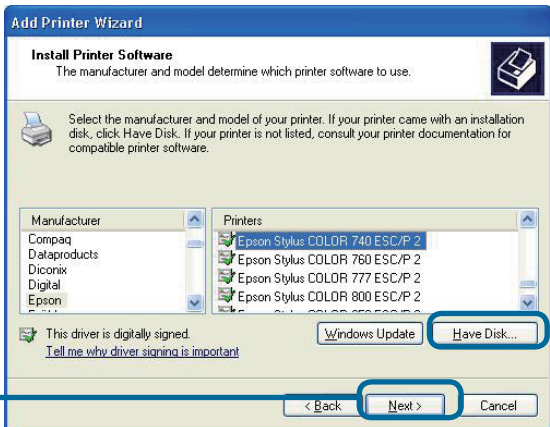 Add Printer Wizard
Install Printer Software
The manufacturer and model determine which printer software to use.
Select the manufacturer and model of your printer. If your printer came with an installation
disk, click Have Disk. If your printer is not listed, consult your printer documentation for
compatible printer software.
Manufacturer
Compaq
Dataproducts
Diconix
Digital
Epson
Printers
Epson Stylus COLOR 740 ESC/P 2
Epson Stylus COLOR 760 ESC/P 2
Epson Stylus COLOR 777 ESC/P 2
Epson Stylus COLOR 800 ESC/P 2
This driver is digitally signed.
Tell me why driver signing is important
Windows Update
Have Disk...
< Back
Next >
Cancel